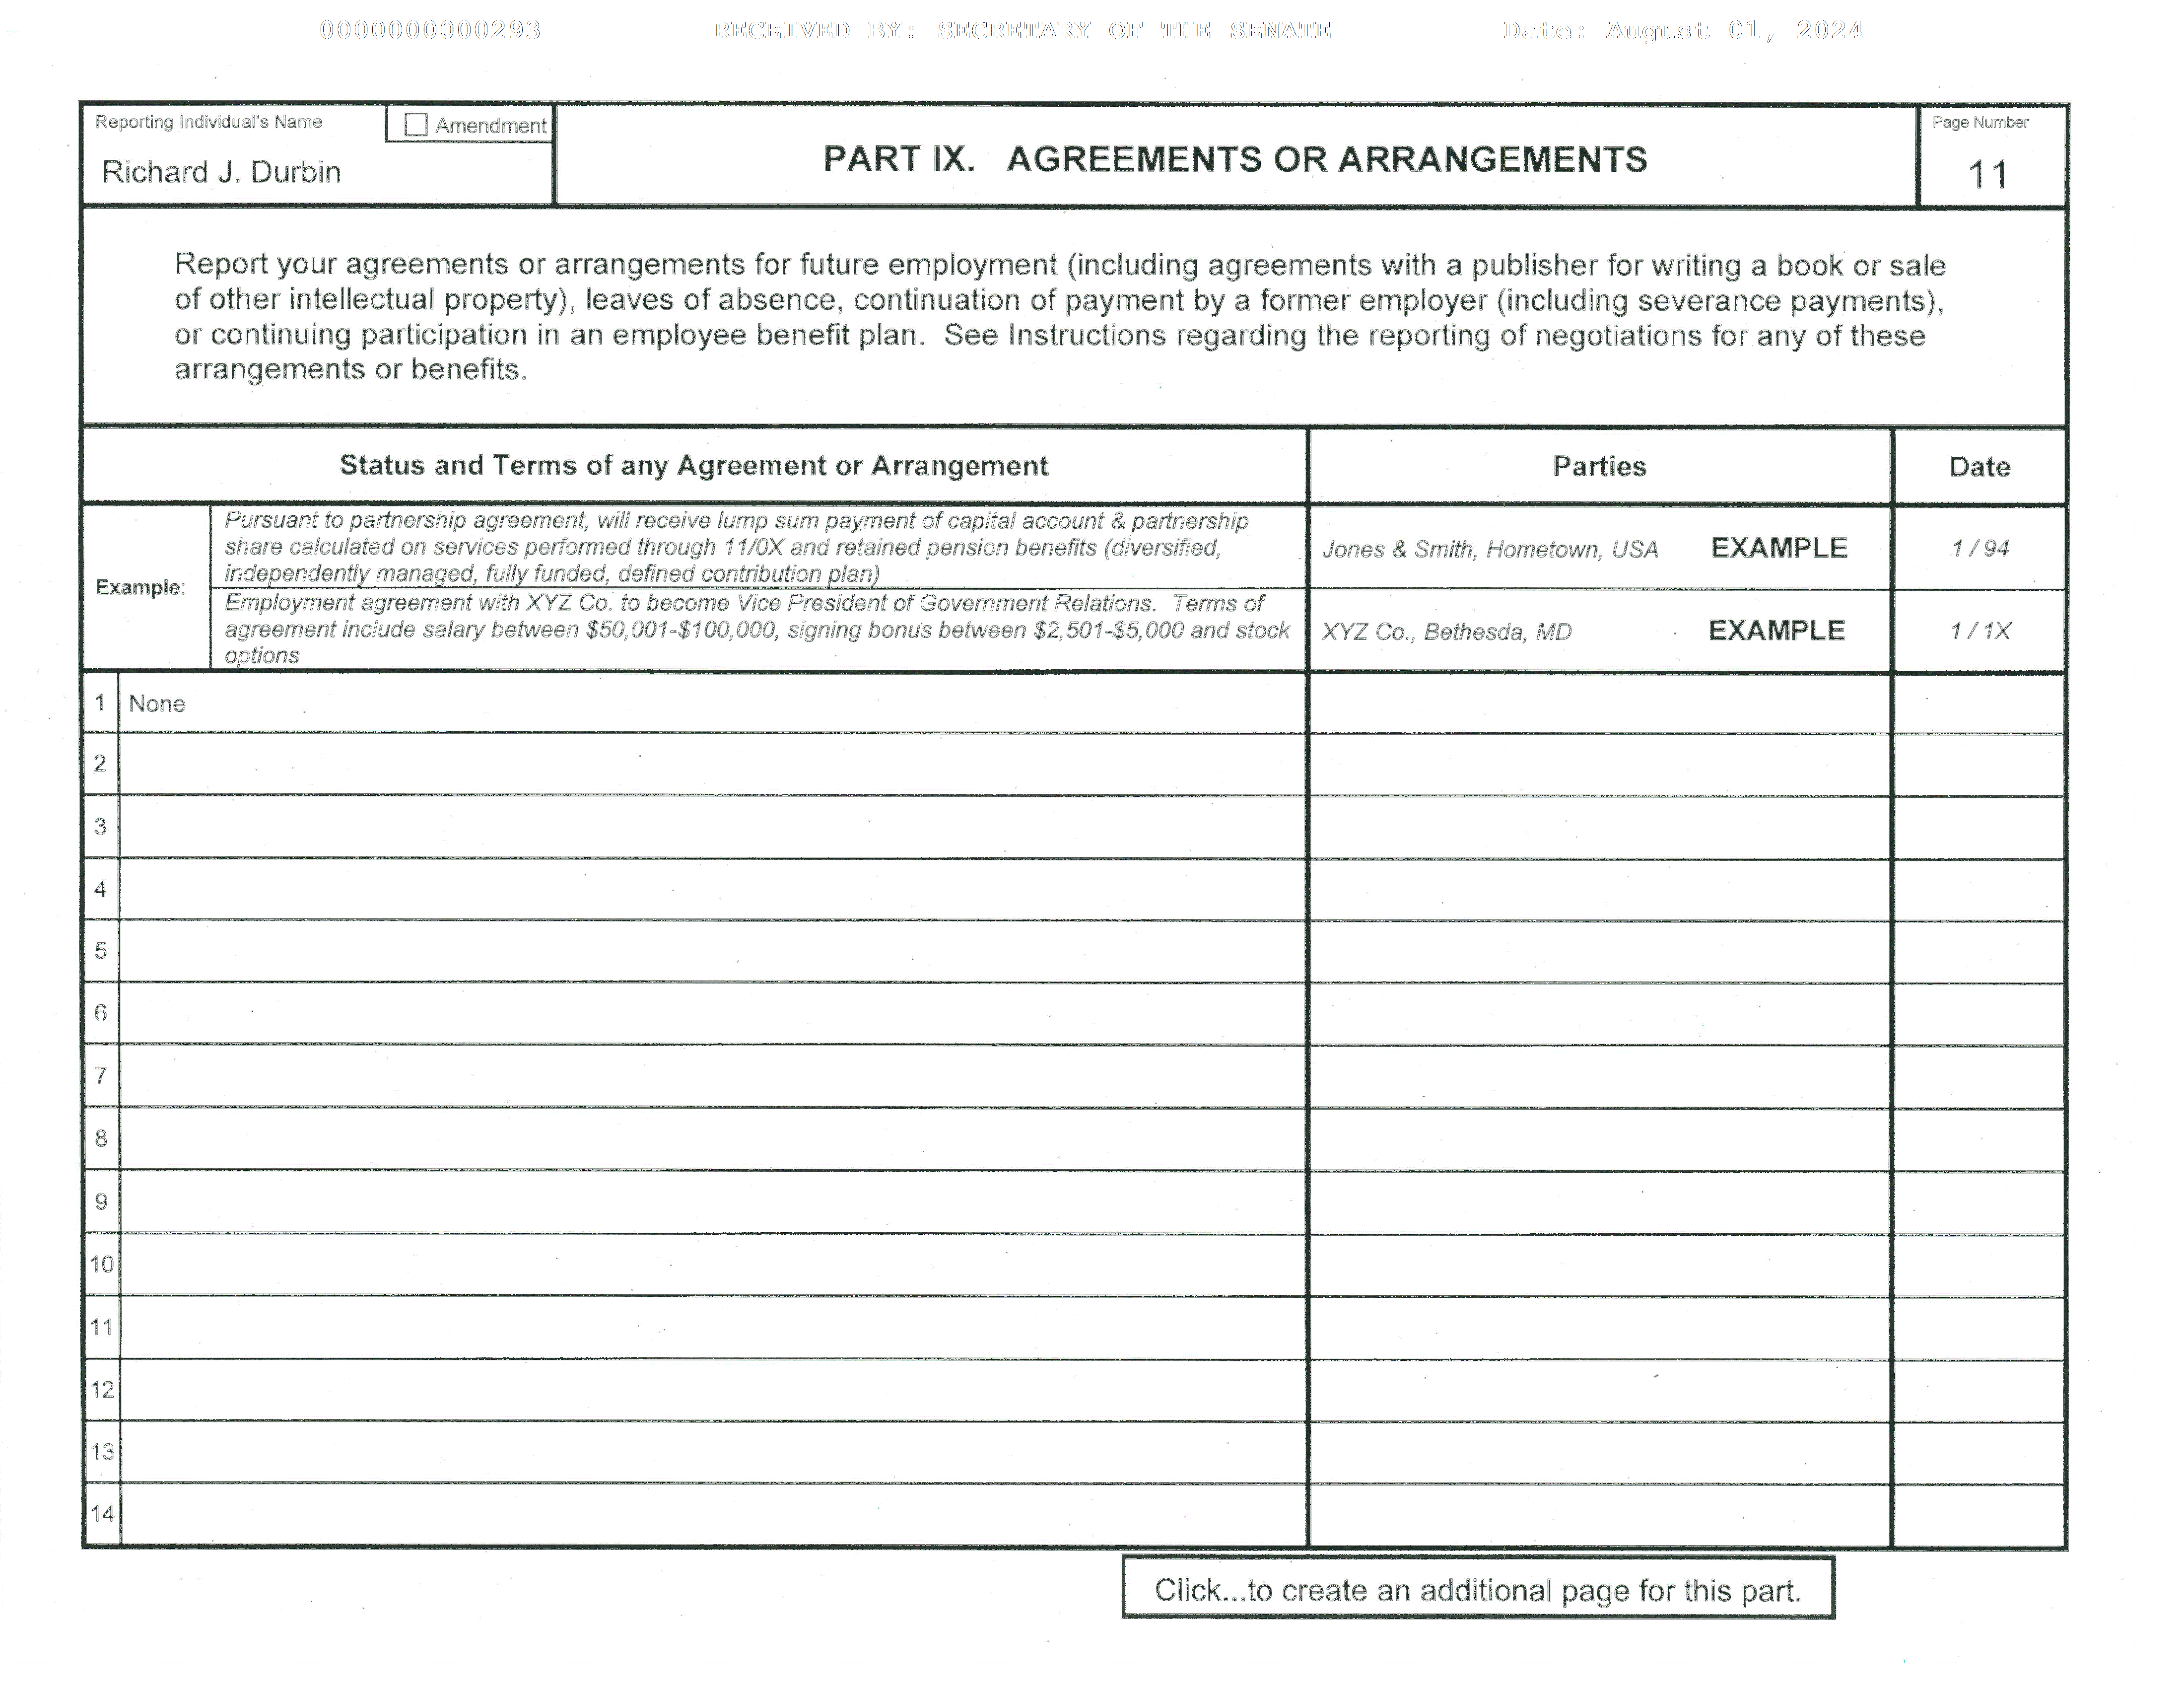 0000000000293 RECEIVED BY: SECRETARY OF THE SENATE Date: August 01, 2024
Reporting Individual's Name
Amendment
Richard J. Durbin
PART IX. AGREEMENTS OR ARRANGEMENTS
Page Number
11
Report your agreements or arrangements for future employment (including agreements with a publisher for writing a book or sale
of other intellectual property), leaves of absence, continuation of payment by a former employer (including severance payments),
or continuing participation in an employee benefit plan. See Instructions regarding the reporting of negotiations for any of these
arrangements or benefits.
Status and Terms of any Agreement or Arrangement Parties Date
Example:
Pursuant to partnership agreement, will receive lump sum payment of capital account & partnership
share calculated on services performed through 11/0X and retained pension benefits (diversified,
independently managed, fully funded, defined contribution plan)
Jones & Smith, Hometown, USA EXAMPLE 1 / 94
Employment agreement with XYZ Co. to become Vice President of Government Relations. Terms of
agreement include salary between $50,001-$100,000, signing bonus between $2,501-$5,000 and stock
options
XYZ Co., Bethesda, MD EXAMPLE 1 / 1X
1 None
2
3
4
5
6
7
8
9
10
11
12
13
14
Click...to create an additional page for this part.